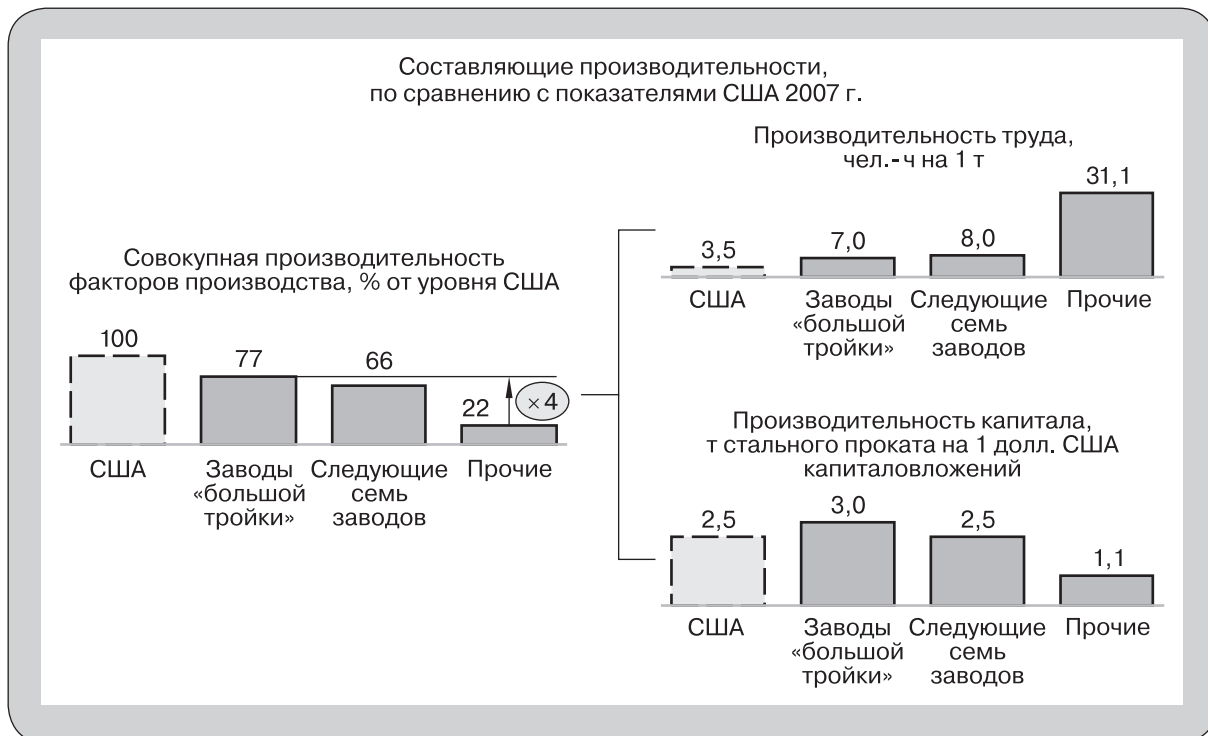 Составляющие производительности,
по сравнению с показателями США 2007 г.
Совокупная производительность
факторов производства, % от уровня США
100
77
66
22
×4
США
Заводы
«большой
тройки»
Следующие
семь
заводов
Прочие
Производительность труда,
чел.-ч на 1 т
3,5
7,0
8,0
31,1
США
Заводы
«большой
тройки»
Следующие
семь
заводов
Прочие
Производительность капитала,
т стального проката на 1 долл. США
капиталовложений
2,5
3,0
2,5
1,1
США
Заводы
«большой
тройки»
Следующие
семь
заводов
Прочие